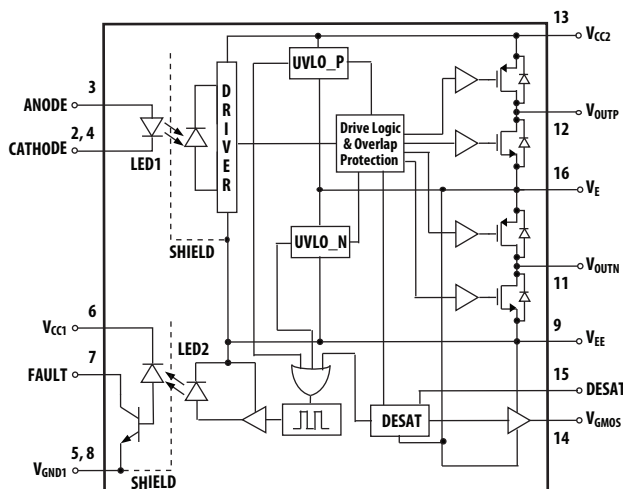 13
VCC2
UVLO_P
3
ANODE
DRIVER
VOUTP
12
2, 4
CATHODE
LED1
Drive Logic
& Overlap
Protection
16
VE
UVLO_N
SHIELD
VOUTN
11
6
9
VCC1
LED2
VEE
7
FAULT
15
DESAT
DESAT
VGMOS
14
5, 8
VGND1
SHIELD